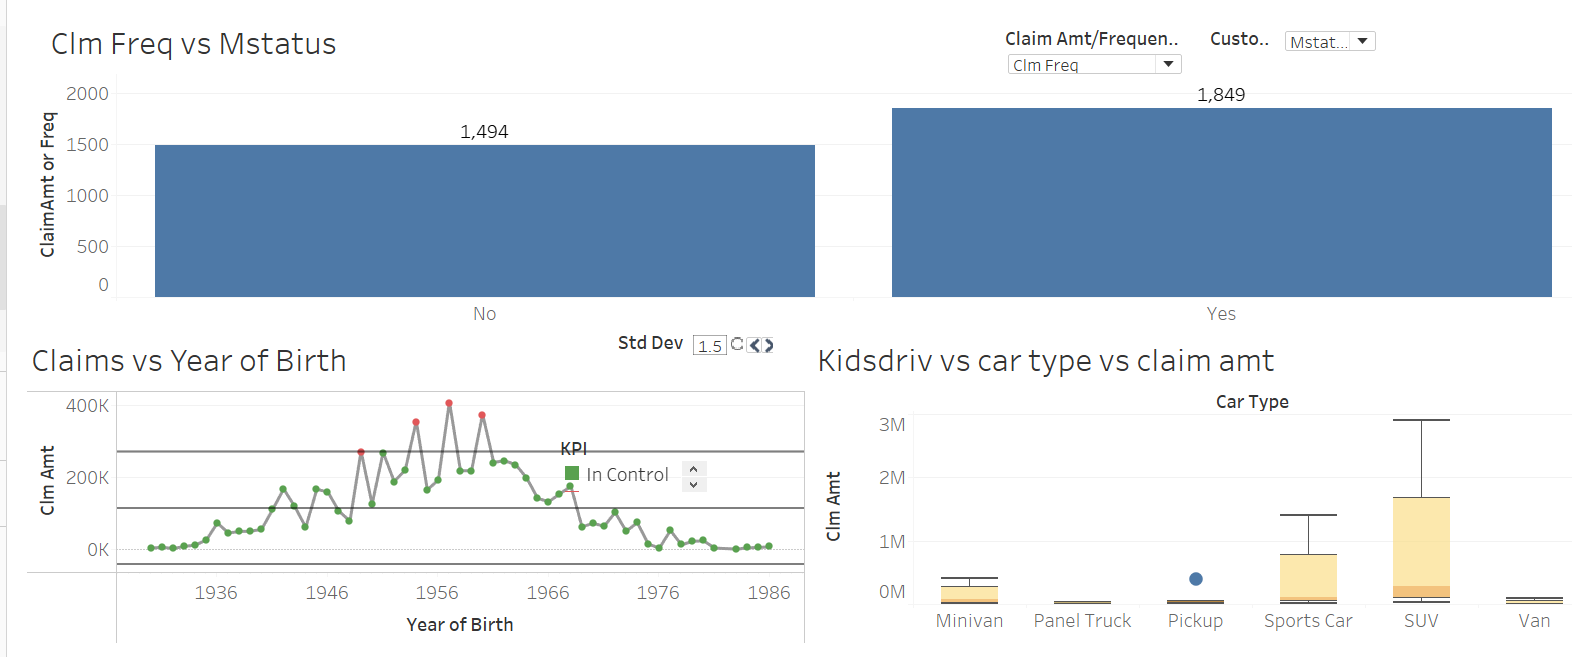 Clm Freq vs Mstatus
Claim Amt/Frequen..
Custo..
Mstat...
Clm Freq
ClaimAmt or Freq
2000
1500
1000
500
0
1,494
1,849
No
Yes
Claims vs Year of Birth
Std Dev
1.5
Clm Amt
400K
200K
0K
KPI
In Control
1936
1946
1956
1966
1976
1986
Year of Birth
Kidsdriv vs car type vs claim amt
Car Type
Clm Amt
3M
2M
1M
0M
Minivan
Panel Truck
Pickup
Sports Car
SUV
Van